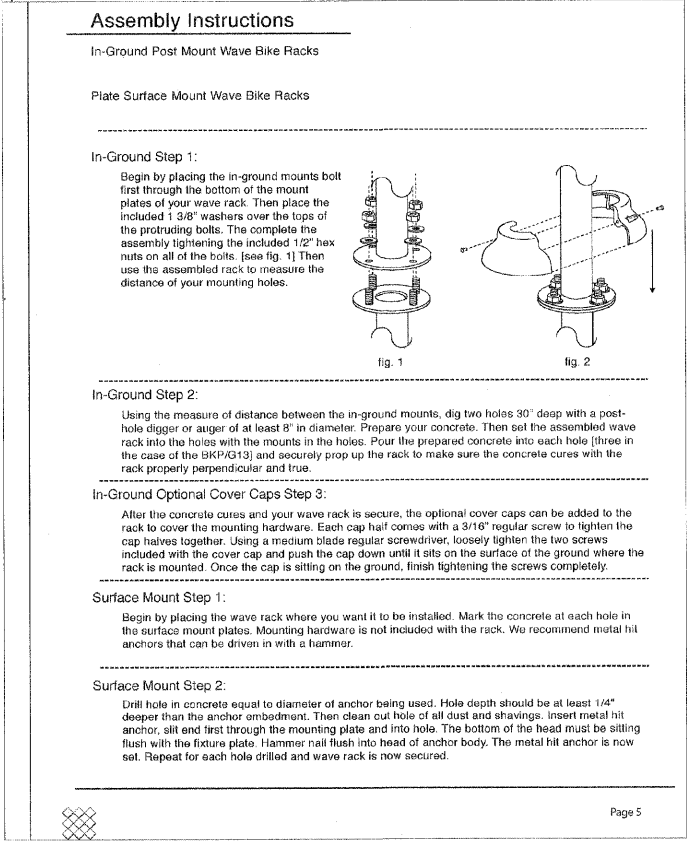 Assembly Instructions
In-Ground Post Mount Wave Bike Racks
Plate Surface Mount Wave Bike Racks
In-Ground Step 1:
Begin by placing the in-ground mounts bolt
first through the bottom of the mount
plates of your wave rack. Then place the
included 1 3/8" washers over the tops of
the protruding bolts. The complete the
assembly tightening the included 1/2" hex
nuts on all of the bolts. [see fig. 1] Then
use the assembled rack to measure the
distance of your mounting holes.
fig. 1
fig. 2
In-Ground Step 2:
Using the measure of distance between the in-ground mounts, dig two holes 30" deep with a post-
hole digger or auger of at least 8" in diameter. Prepare your concrete. Then set the assembled wave
rack into the holes with the mounts in the holes. Pour the prepared concrete into each hole [three in
the case of the BKP/G13] and securely prop up the rack to make sure the concrete cures with the
rack properly perpendicular and true.
In-Ground Optional Cover Caps Step 3:
After the concrete cures and your wave rack is secure, the optional cover caps can be added to the
rack to cover the mounting hardware. Each cap half comes with a 3/16" regular screw to tighten the
cap halves together. Using a medium blade regular screwdriver, loosely tighten the two screws
included with the cover cap and push the cap down until it sits on the surface of the ground where the
rack is mounted. Once the cap is sitting on the ground, finish tightening the screws completely.
Surface Mount Step 1:
Begin by placing the wave rack where you want it to be installed. Mark the concrete at each hole in
the surface mount plates. Mounting hardware is not included with the rack. We recommend metal hit
anchors that can be driven in with a hammer.
Surface Mount Step 2:
Drill hole in concrete equal to diameter of anchor being used. Hole depth should be at least 1/4"
deeper than the anchor embedment. Then clean out hole of all dust and shavings. Insert metal hit
anchor, slit end first through the mounting plate and into hole. The bottom of the head must be sitting
flush with the fixture plate. Hammer nail flush into head of anchor body. The metal hit anchor is now
set. Repeat for each hole drilled and wave rack is now secured.
Page 5